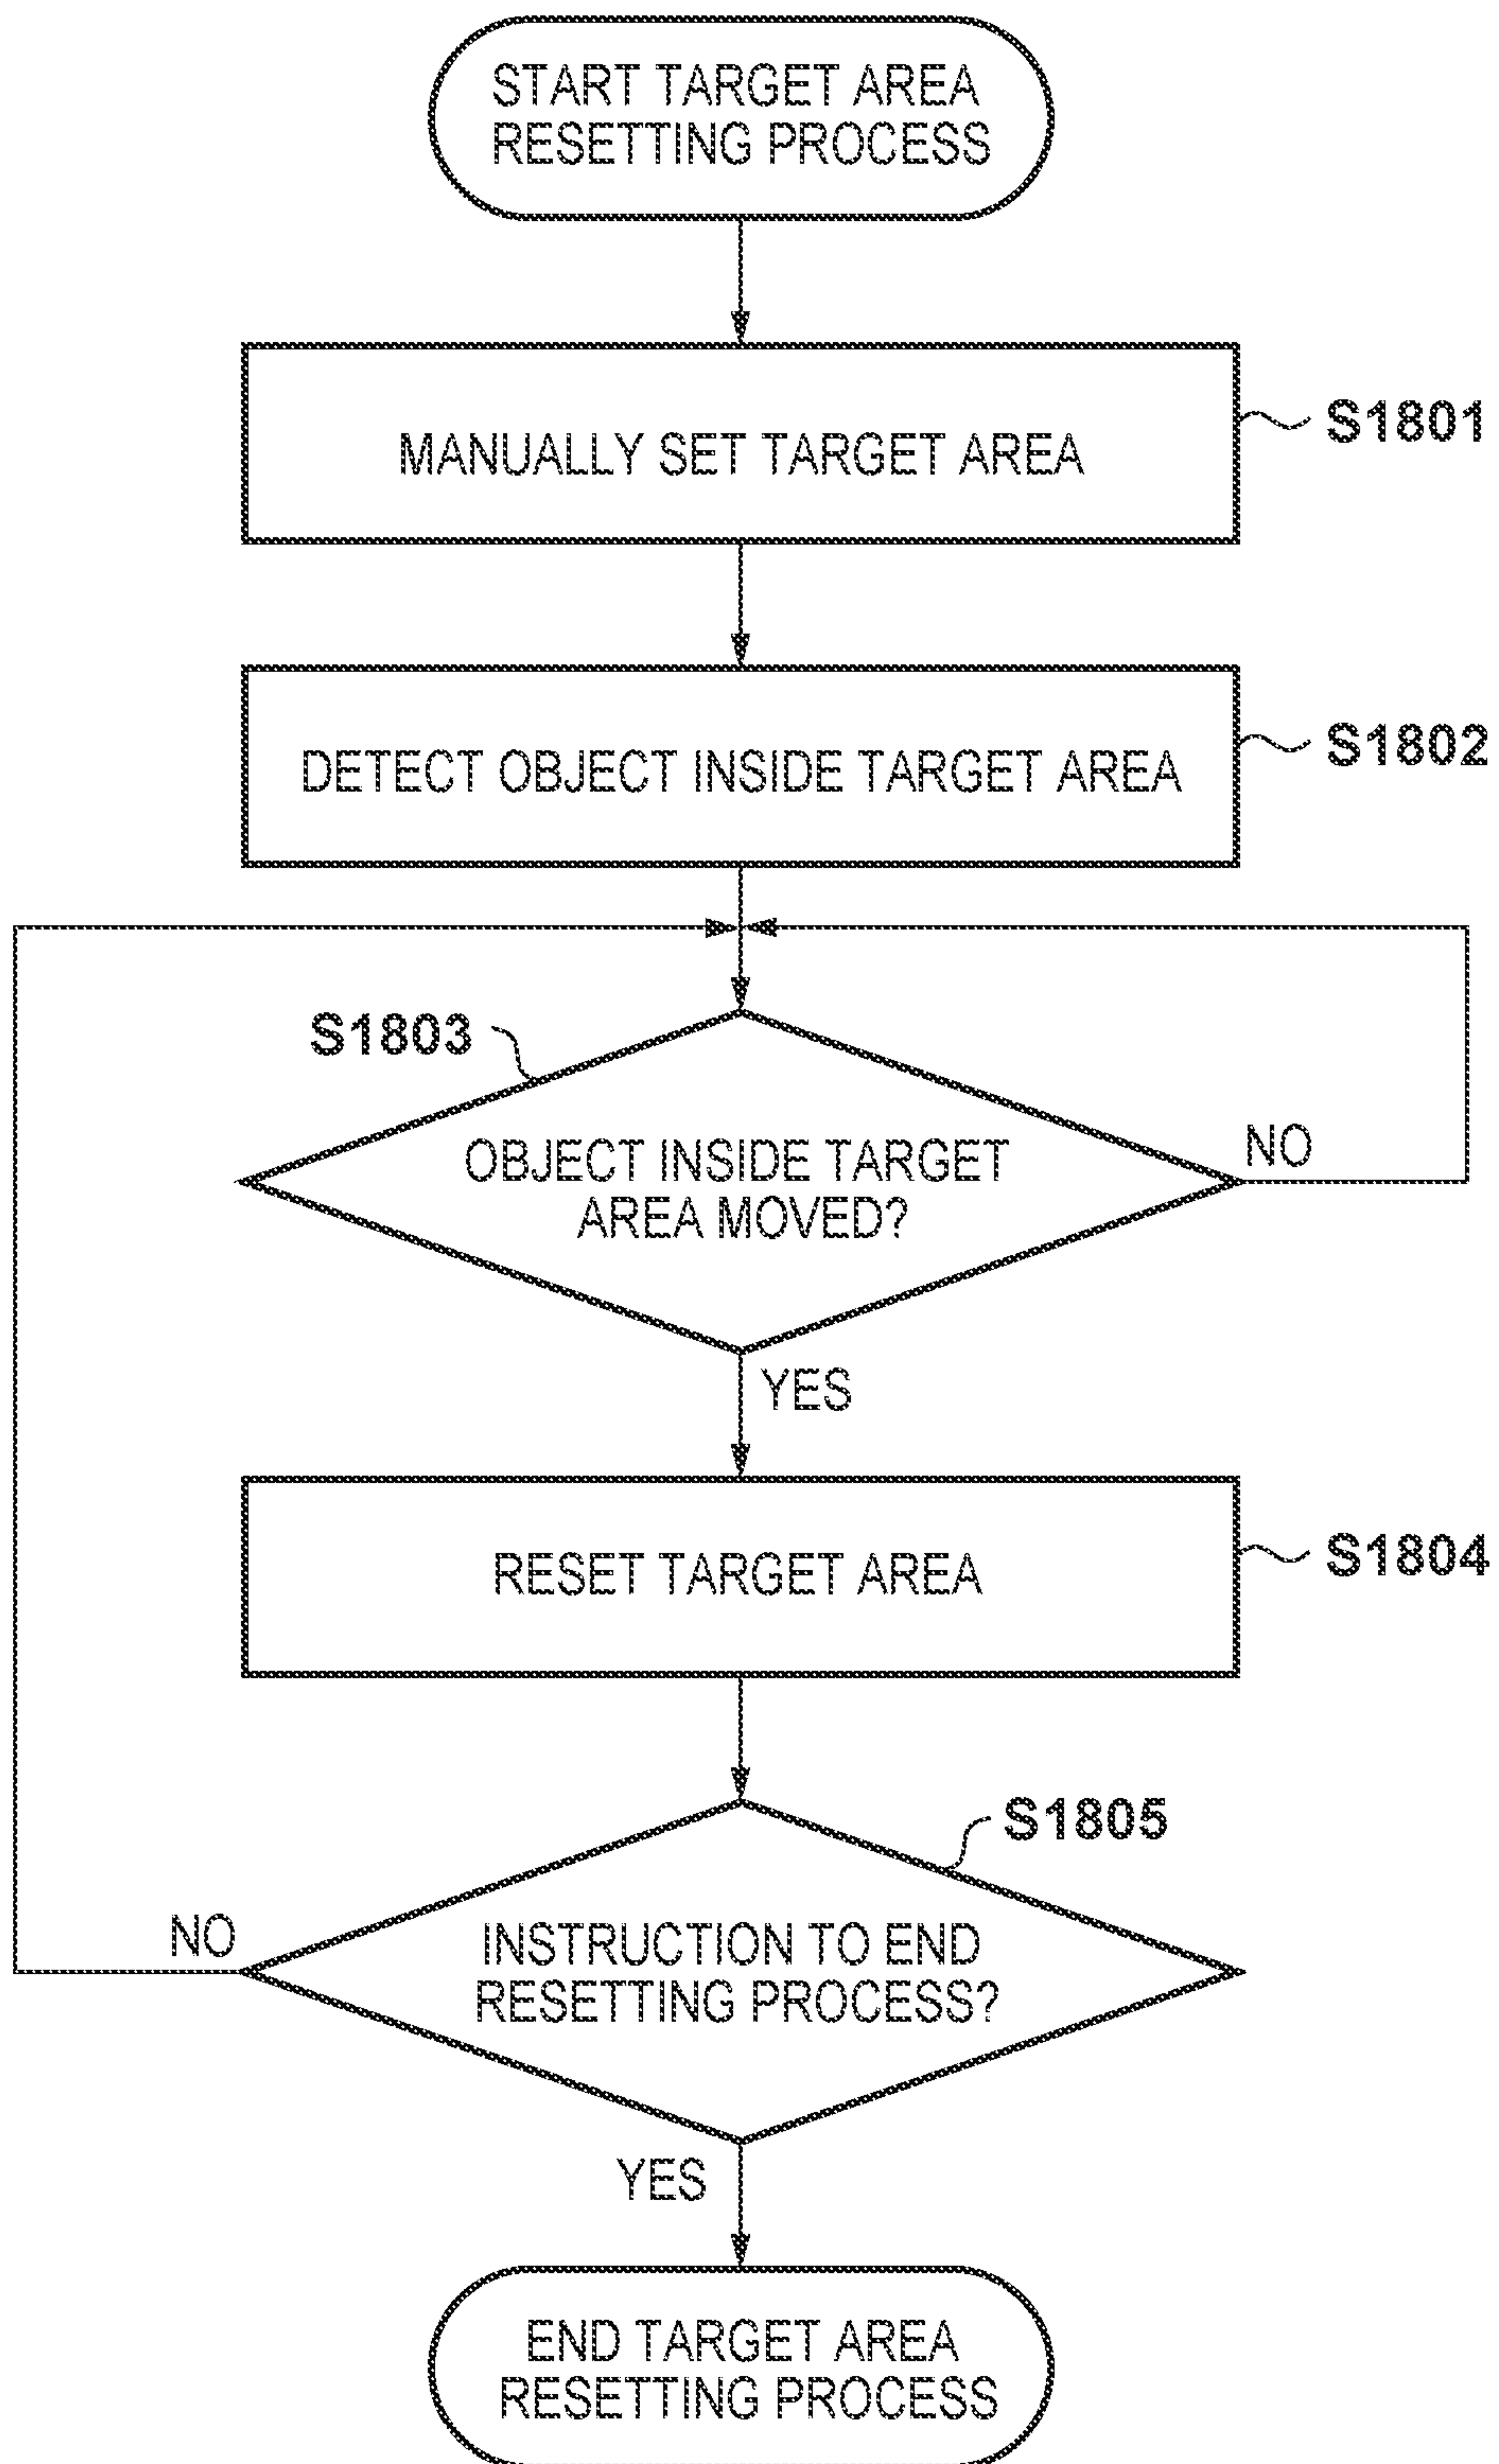 START TARGET AREA
RESETTING PROCESS
MANUALLY SET TARGET AREA
S1801
DETECT OBJECT INSIDE TARGET AREA
S1802
S1803
OBJECT INSIDE TARGET
AREA MOVED?
NO
YES
RESET TARGET AREA
S1804
S1805
INSTRUCTION TO END
RESETTING PROCESS?
NO
YES
END TARGET AREA
RESETTING PROCESS